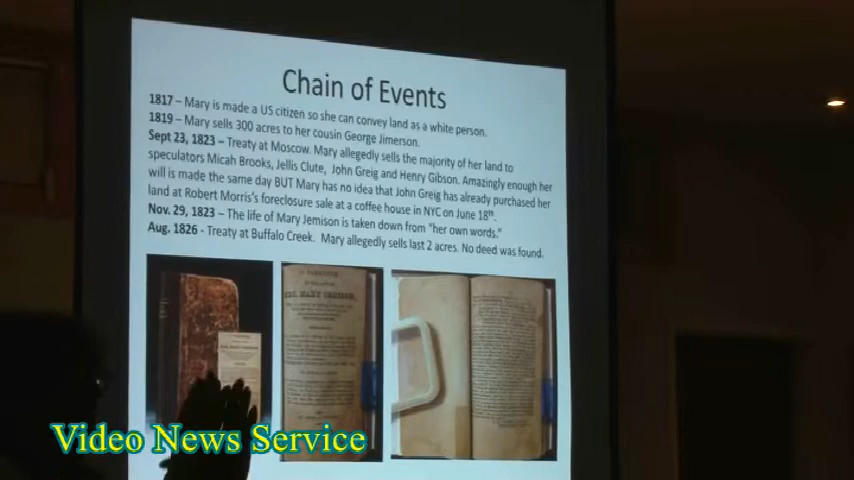 Chain of Events
1817 – Mary is made a US citizen so she can convey land as a white person.
1819 – Mary sells 300 acres to her cousin George Jimerson.
Sept 23, 1823 – Treaty at Moscow. Mary allegedly sells the majority of her land to
speculators Micah Brooks, Jellis Clute, John Greig and Henry Gibson. Amazingly enough her
will is made the same day BUT Mary has no idea that John Greig has already purchased her
land at Robert Morris's foreclosure sale at a coffee house in NYC on June 18th.
Nov. 29, 1823 – The life of Mary Jemison is taken down from "her own words."
Aug. 1826 - Treaty at Buffalo Creek. Mary allegedly sells last 2 acres. No deed was found.
Video News Service